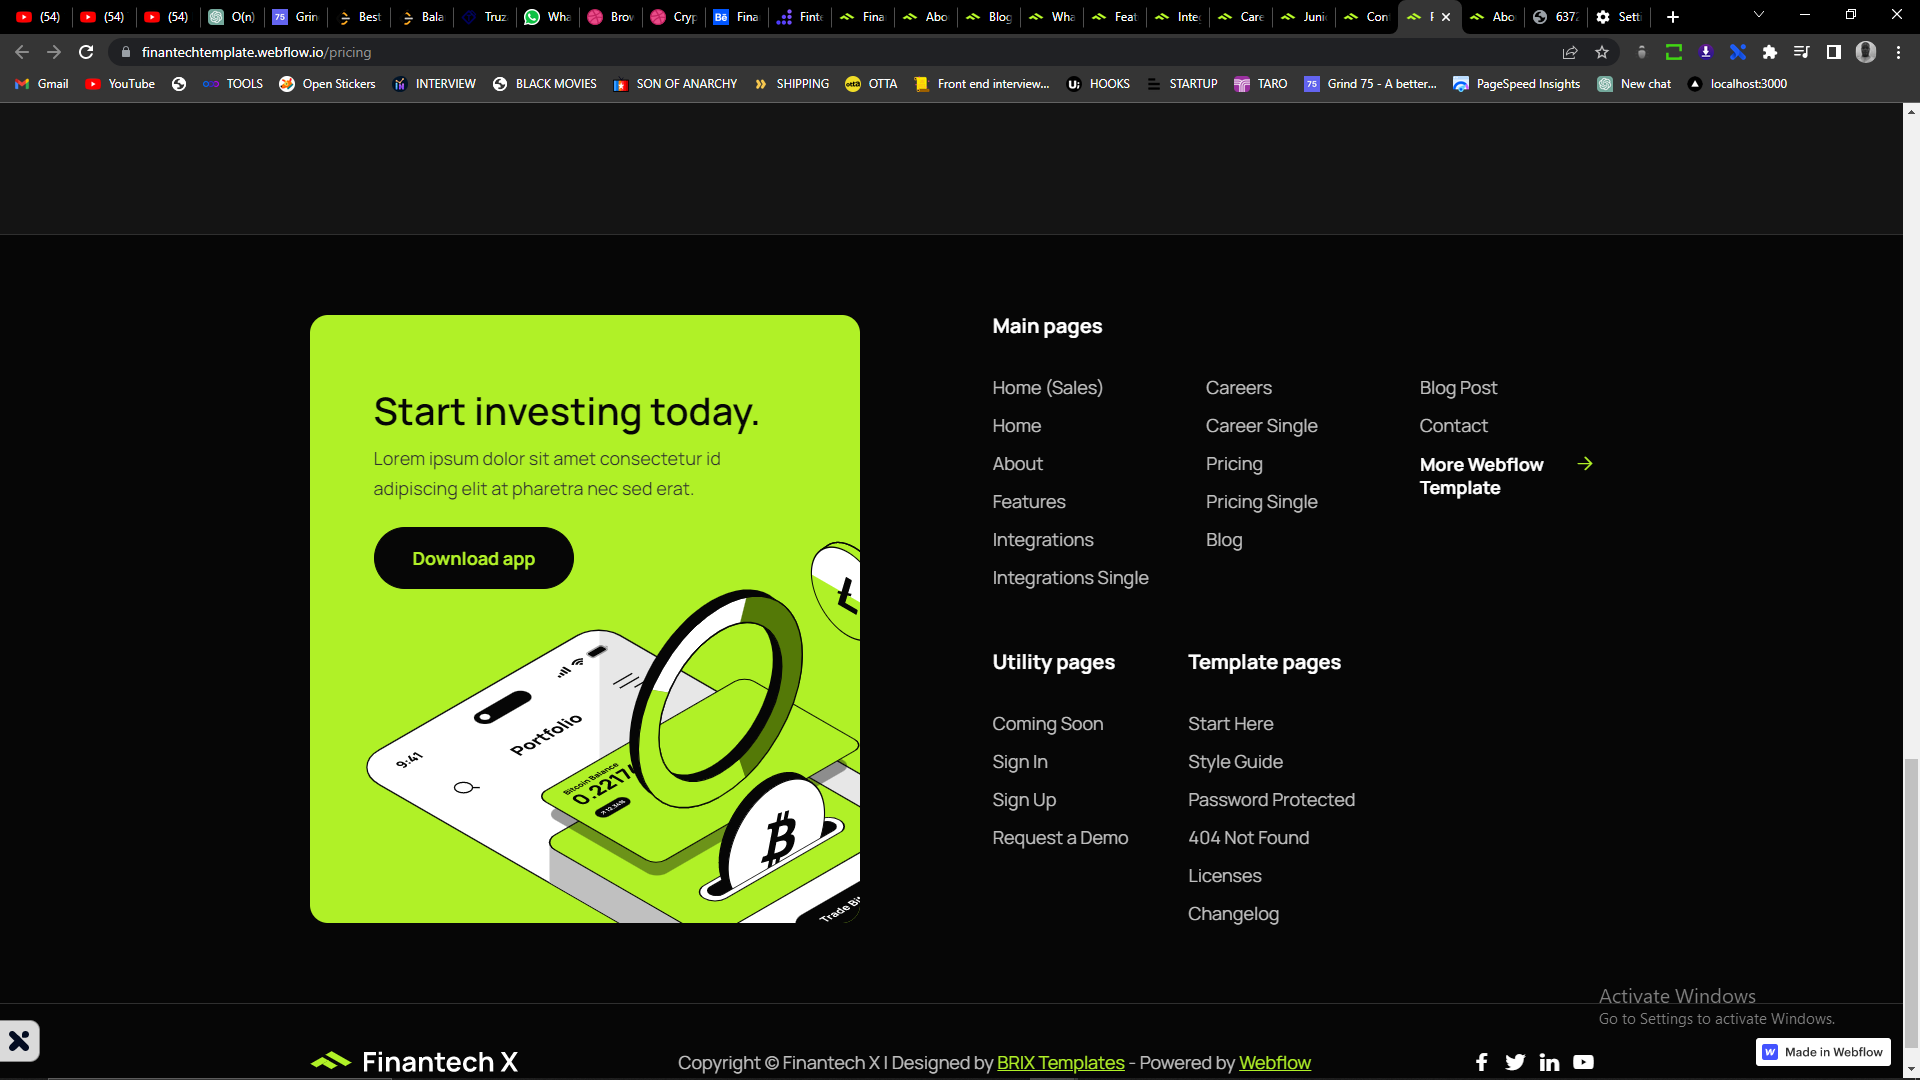 (54)
(54)
(54)
O(n)
Grin
Best
Bala
Truz
Wha
Brow
Cryp
Fina
Finte
Fina
Abo
Blog
Wha
Feat
Inte
Care
Juni
Con
Abo
637
Setti
finantechtemplate.webflow.io/pricing
Gmail
YouTube
TOOLS
Open Stickers
INTERVIEW
BLACK MOVIES
SON OF ANARCHY
SHIPPING
OTTA
Front end interview...
HOOKS
STARTUP
TARO
Grind 75 - A better...
PageSpeed Insights
New chat
localhost:3000
Start investing today.
Lorem ipsum dolor sit amet consectetur id
adipiscing elit at pharetra nec sed erat.
Download app
9:41
Portfolio
Bitcoin Balance
0.2217
Trade Bi
Main pages
Home (Sales)
Home
About
Features
Integrations
Integrations Single
Careers
Career Single
Pricing
Pricing Single
Blog
Blog Post
Contact
More Webflow
Template
Utility pages
Coming Soon
Sign In
Sign Up
Request a Demo
Template pages
Start Here
Style Guide
Password Protected
404 Not Found
Licenses
Changelog
Activate Windows
Go to Settings to activate Windows.
Finantech X
Copyright © Finantech X | Designed by BRIX Templates - Powered by Webflow
Made in Webflow